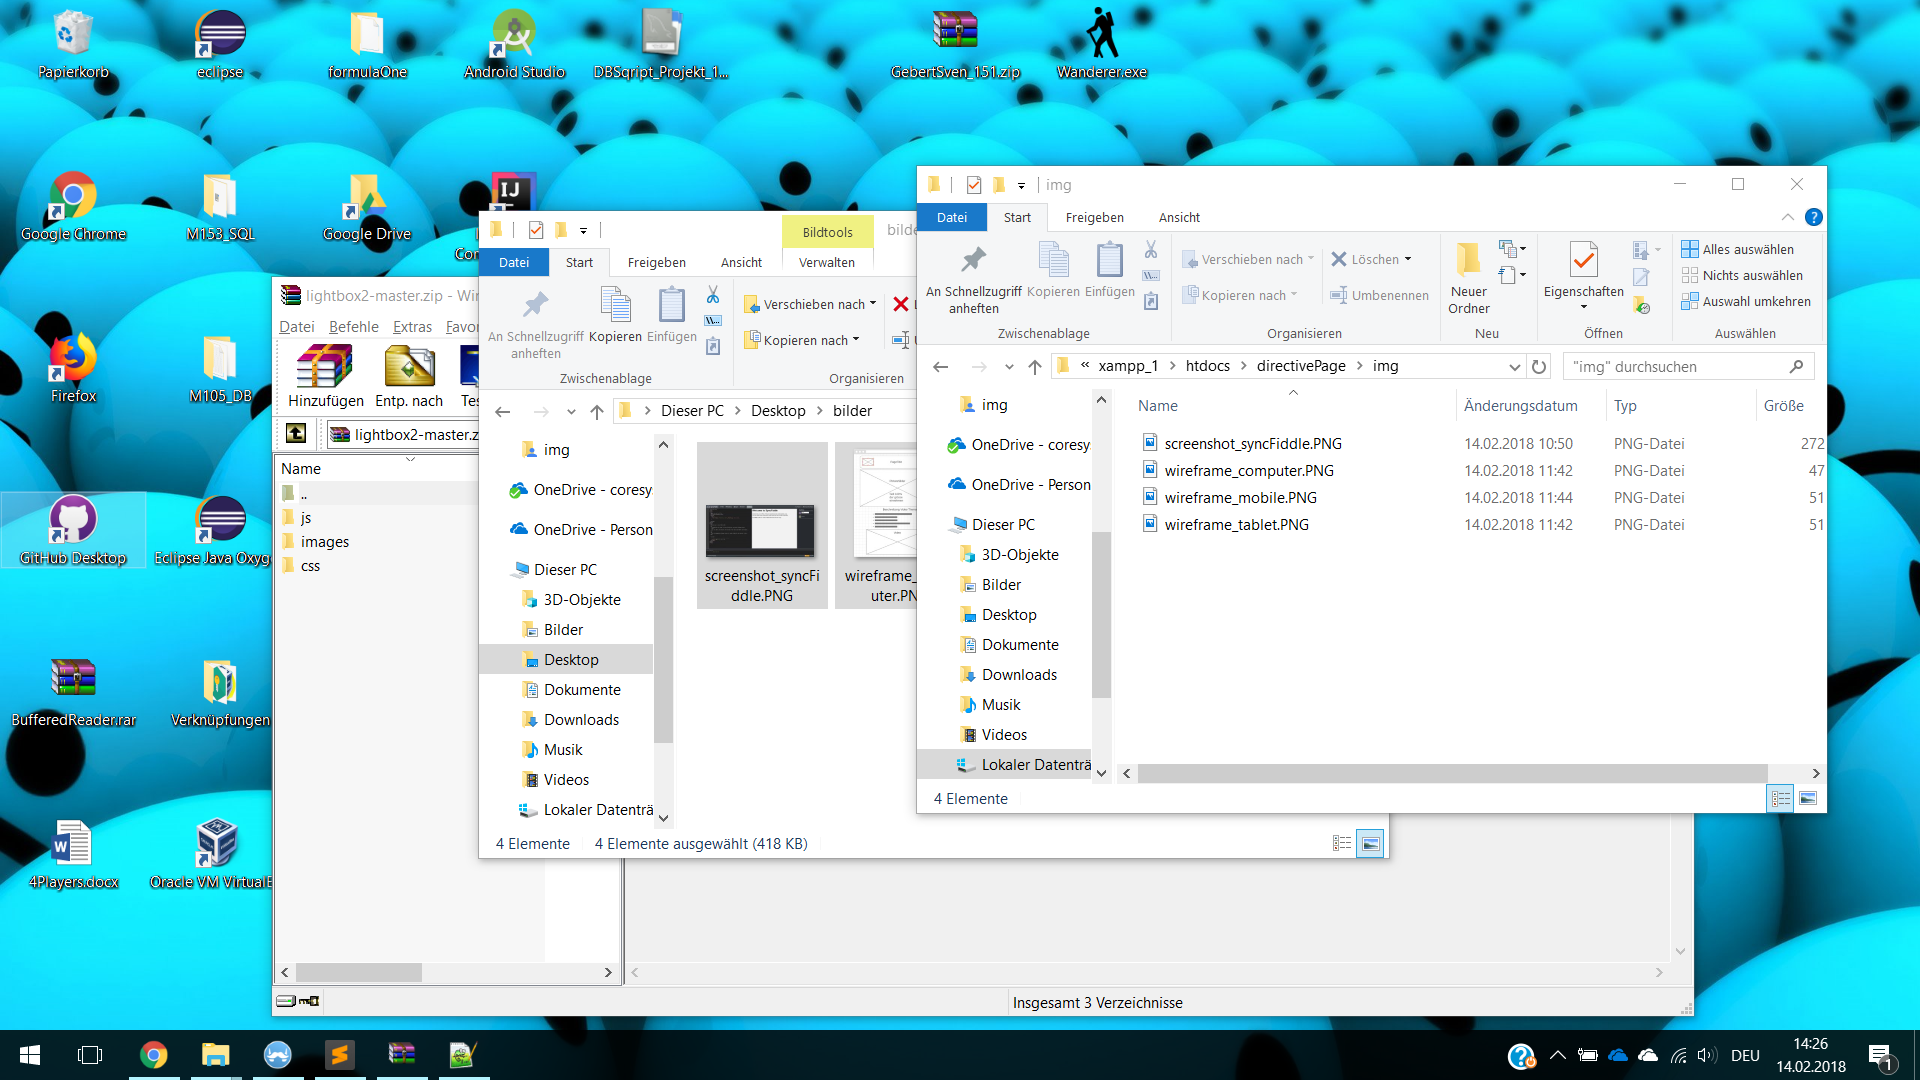 Papierkorb
eclipse
formulaOne
Android Studio
DBSqript_Projekt_1...
GebertSven_151.zip
Wanderer.exe
Google Chrome
M153_SQL
Google Drive
IJ
Firefox
M105_DB
GitHub Desktop
Eclipse Java Oxyg
BufferedReader.rar
Verknüpfungen
4Players.docx
Oracle VM VirtualB
lightbox2-master.zip - Win
Datei Befehle Extras Favor
Hinzufügen Entp. nach Tes
lightbox2-master.z
Name
..
js
images
css
Insgesamt 3 Verzeichnisse
Bildtools
bilde
Datei Start Freigeben Ansicht Verwalten
An Schnellzugriff anheften
Kopieren
Einfügen
Verschieben nach
Kopieren nach
Zwischenablage
Organisieren
Dieser PC > Desktop > bilder
img
OneDrive - coresy
OneDrive - Person
Dieser PC
3D-Objekte
Bilder
Desktop
Dokumente
Downloads
Musik
Videos
Lokaler Datenträ
screenshot_syncFi
ddle.PNG
wireframe_
uter.PN
4 Elemente
4 Elemente ausgewählt (418 KB)
img
Datei Start Freigeben Ansicht
An Schnellzugriff
anheften
Kopieren
Einfügen
Verschieben nach
Kopieren nach
Löschen
Umbenennen
Neuer
Ordner
Eigenschaften
Alles auswählen
Nichts auswählen
Auswahl umkehren
Zwischenablage
Organisieren
Neu
Öffnen
Auswählen
« xampp_1 > htdocs > directivePage > img
"img" durchsuchen
img
OneDrive - coresy
OneDrive - Person
Dieser PC
3D-Objekte
Bilder
Desktop
Dokumente
Downloads
Musik
Videos
Lokaler Datenträ
Name Änderungsdatum Typ Größe
screenshot_syncFiddle.PNG 14.02.2018 10:50 PNG-Datei 272
wireframe_computer.PNG 14.02.2018 11:42 PNG-Datei 47
wireframe_mobile.PNG 14.02.2018 11:44 PNG-Datei 51
wireframe_tablet.PNG 14.02.2018 11:42 PNG-Datei 51
4 Elemente
DEU
14:26
14.02.2018
1